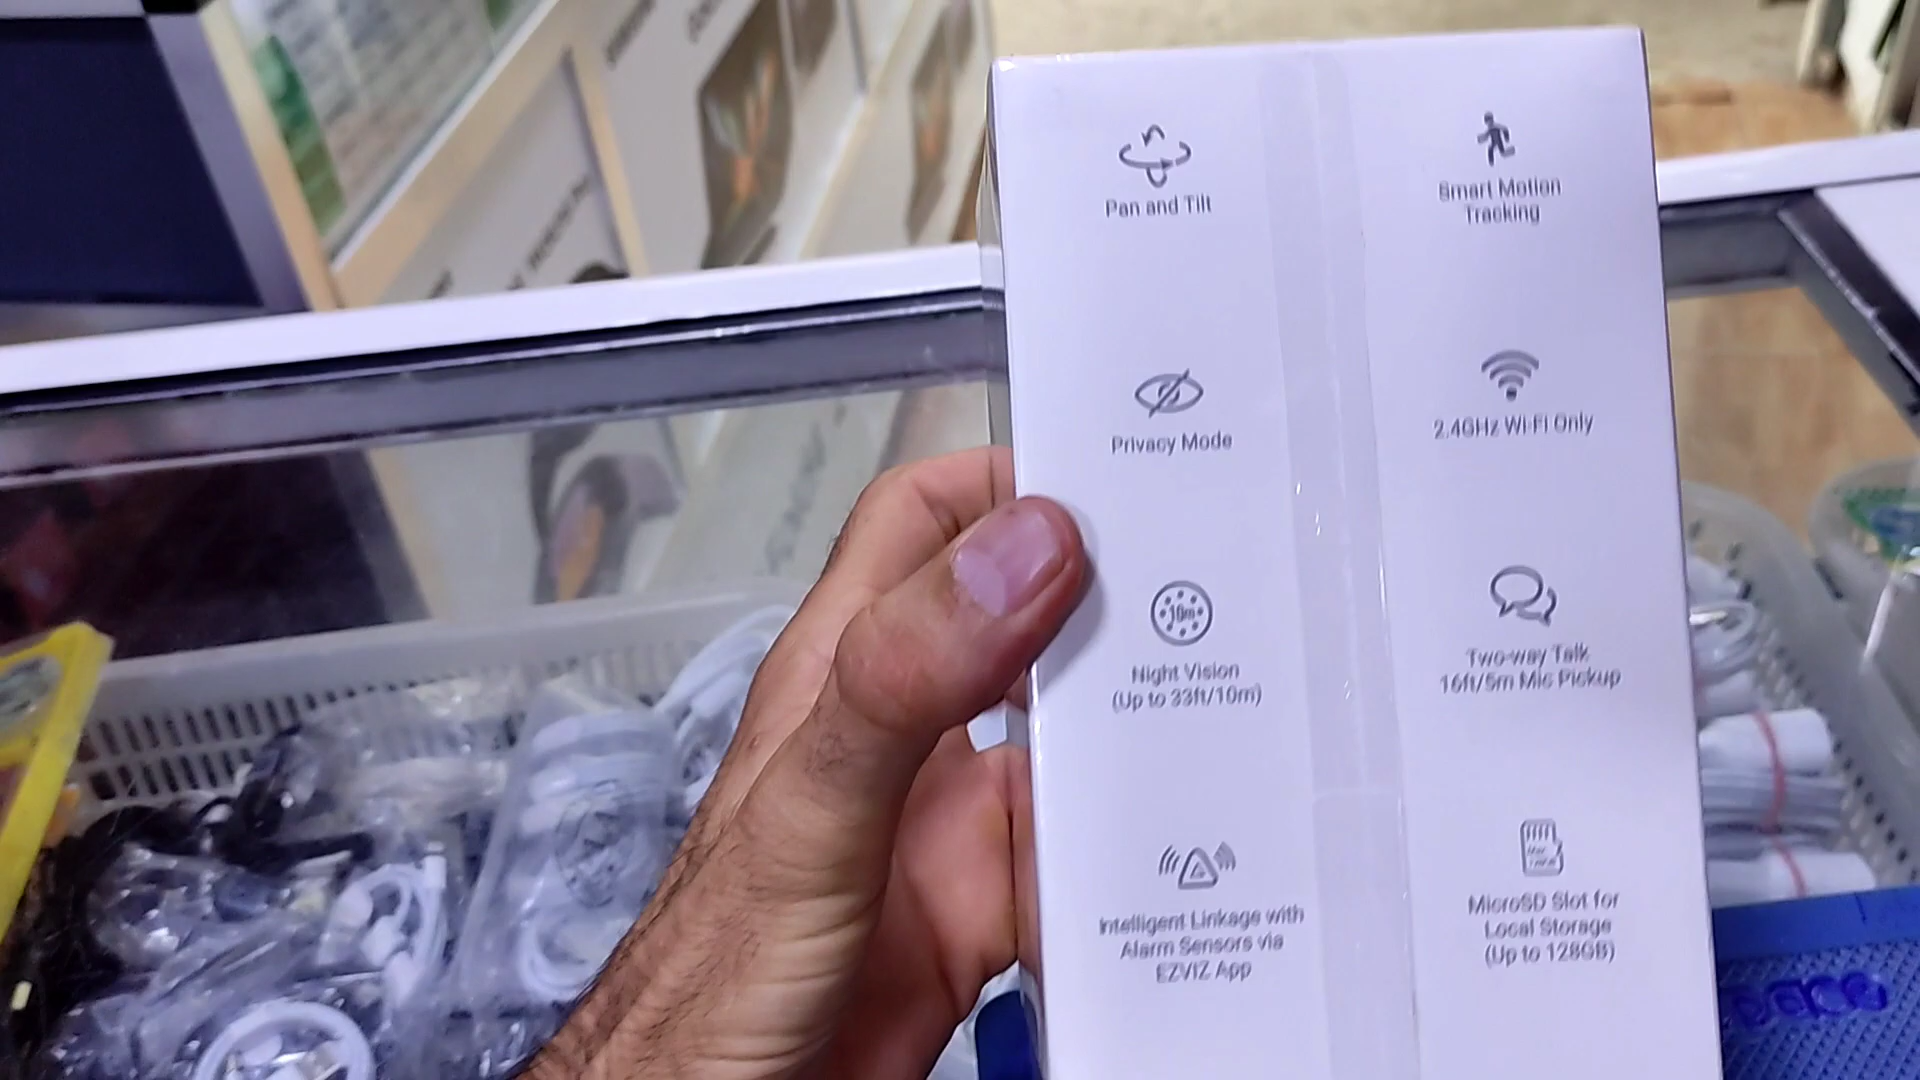 Pan and Tilt
Smart Motion
Tracking
Privacy Mode
2.4GHz Wi-Fi Only
10m
Night Vision
(Up to 33ft/10m)
Two-way Talk
16ft/5m Mic Pickup
Intelligent Linkage with
Alarm Sensors via
EZVIZ App
MicroSD Slot for
Local Storage
(Up to 128GB)